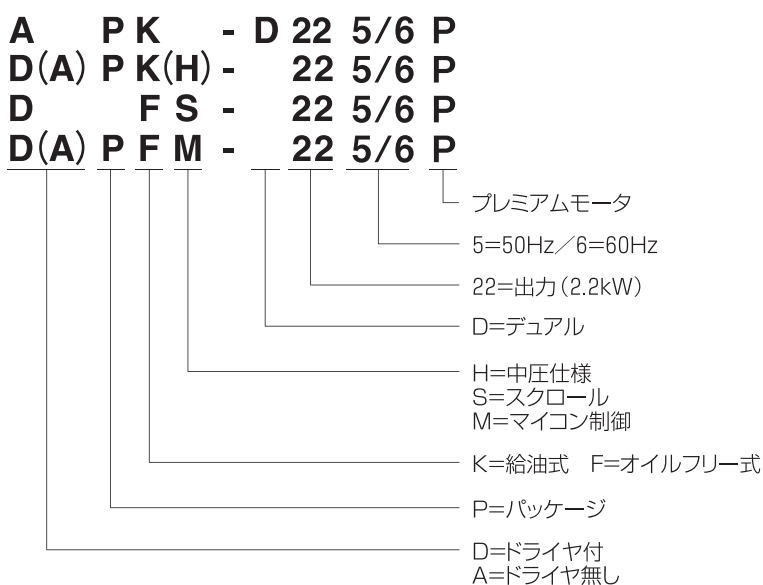 A PK - D 22 5/6 P
D(A) PK(H) - 22 5/6 P
D FS - 22 5/6 P
D(A) PFM - 22 5/6 P
プレミアムモータ
5=50Hz／6=60Hz
22=出力(2.2kW)
D=デュアル
H=中圧仕様
S=スクロール
M=マイコン制御
K=給油式 F=オイルフリー式
P=パッケージ
D=ドライヤ付
A=ドライヤ無し